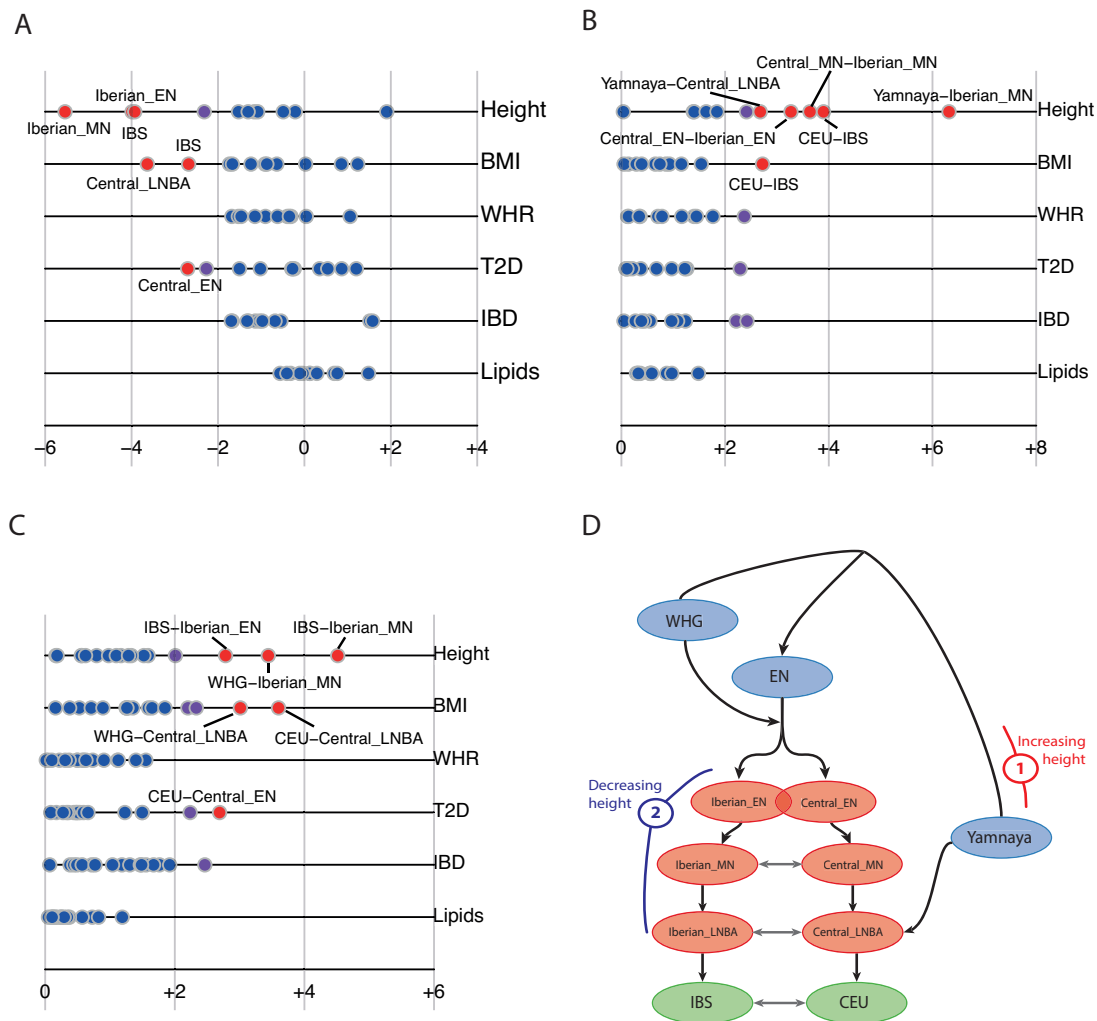 A
Iberian_EN
Height
Iberian_MN
IBS
IBS
BMI
Central_LNBA
WHR
T2D
Central_EN
IBD
Lipids
−6 −4 −2 0 +2 +4
B
Central_MN−Iberian_MN
Yamnaya−Central_LNBA
Yamnaya−Iberian_MN
Height
Central_EN−Iberian_EN
CEU−IBS
BMI
CEU−IBS
WHR
T2D
IBD
Lipids
0 +2 +4 +6 +8
C
IBS−Iberian_EN
IBS−Iberian_MN
Height
WHG−Iberian_MN
BMI
WHG−Central_LNBA
CEU−Central_LNBA
WHR
CEU−Central_EN
T2D
IBD
Lipids
0 +2 +4 +6
D
WHG
EN
1
Increasing
height
Decreasing
height
2
Iberian_EN
Central_EN
Yamnaya
Iberian_MN
Central_MN
Iberian_LNBA
Central_LNBA
IBS
CEU